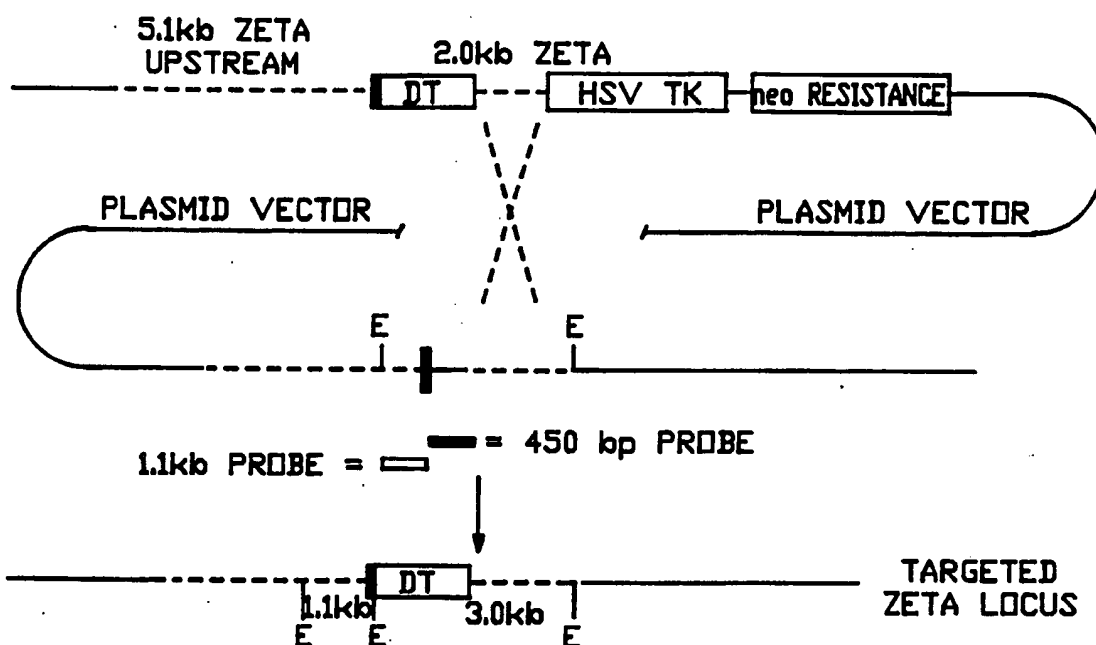 5.1kb ZETA
UPSTREAM
2.0kb ZETA
DT
HSV TK
neo RESISTANCE
PLASMID VECTOR
PLASMID VECTOR
E
E
= 450 bp PROBE
1.1kb PROBE =
DT
1.1kb
3.0kb
E
E
E
TARGETED
ZETA LOCUS